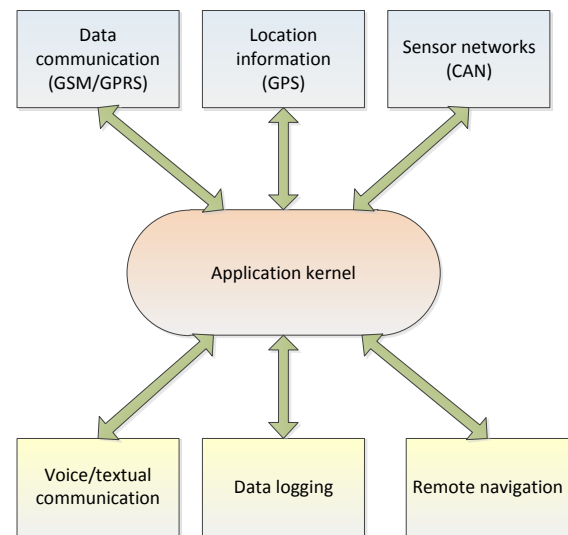 Data
communication
(GSM/GPRS)
Location
information
(GPS)
Sensor networks
(CAN)
Application kernel
Voice/textual
communication
Data logging
Remote navigation